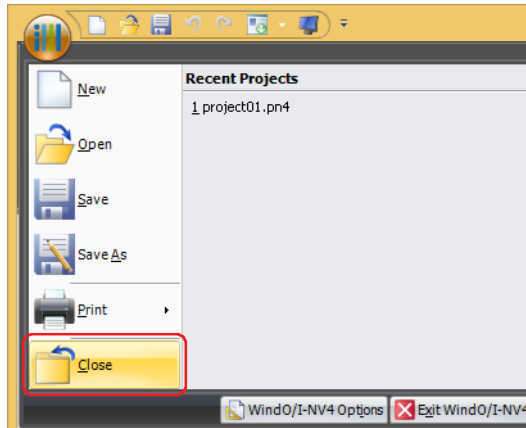 New
Open
Save
Save As
Print
Close
Recent Projects
1 project01.pn4
WindO/I-NV4 Options
Exit WindO/I-NV4